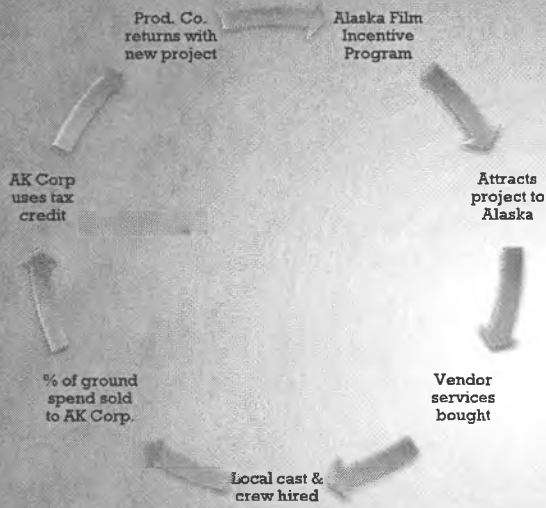 Prod. Co.
returns with
new project
Alaska Film
Incentive
Program
Attracts
project to
Alaska
Vendor
services
bought
Local cast &
crew hired
% of ground
spend sold
to AK Corp.
AK Corp
uses tax
credit